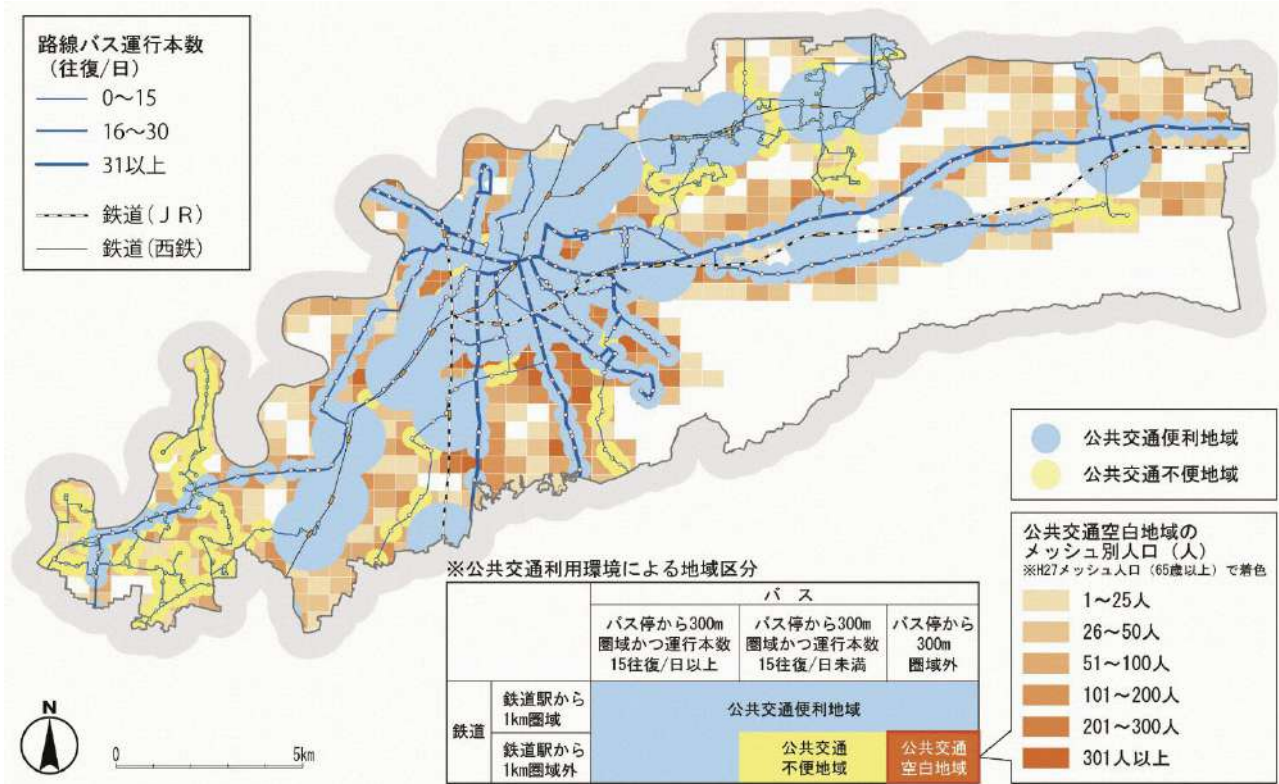 路線バス運行本数
（往復/日）
0～15
16～30
31以上
鉄道(ＪＲ)
鉄道(西鉄)
公共交通便利地域
公共交通不便地域
公共交通空白地域の
メッシュ別人口（人）
※H27メッシュ人口（65歳以上）で着色
1～25人
26～50人
51～100人
101～200人
201～300人
301人以上
※公共交通利用環境による地域区分
バ ス
バス停から300m
圏域かつ運行本数
15往復/日以上
バス停から300m
圏域かつ運行本数
15往復/日未満
バス停から
300m
圏域外
鉄道
鉄道駅から
1km圏域
公共交通便利地域
鉄道駅から
1km圏域外
公共交通
不便地域
公共交通
空白地域
N
0 5km